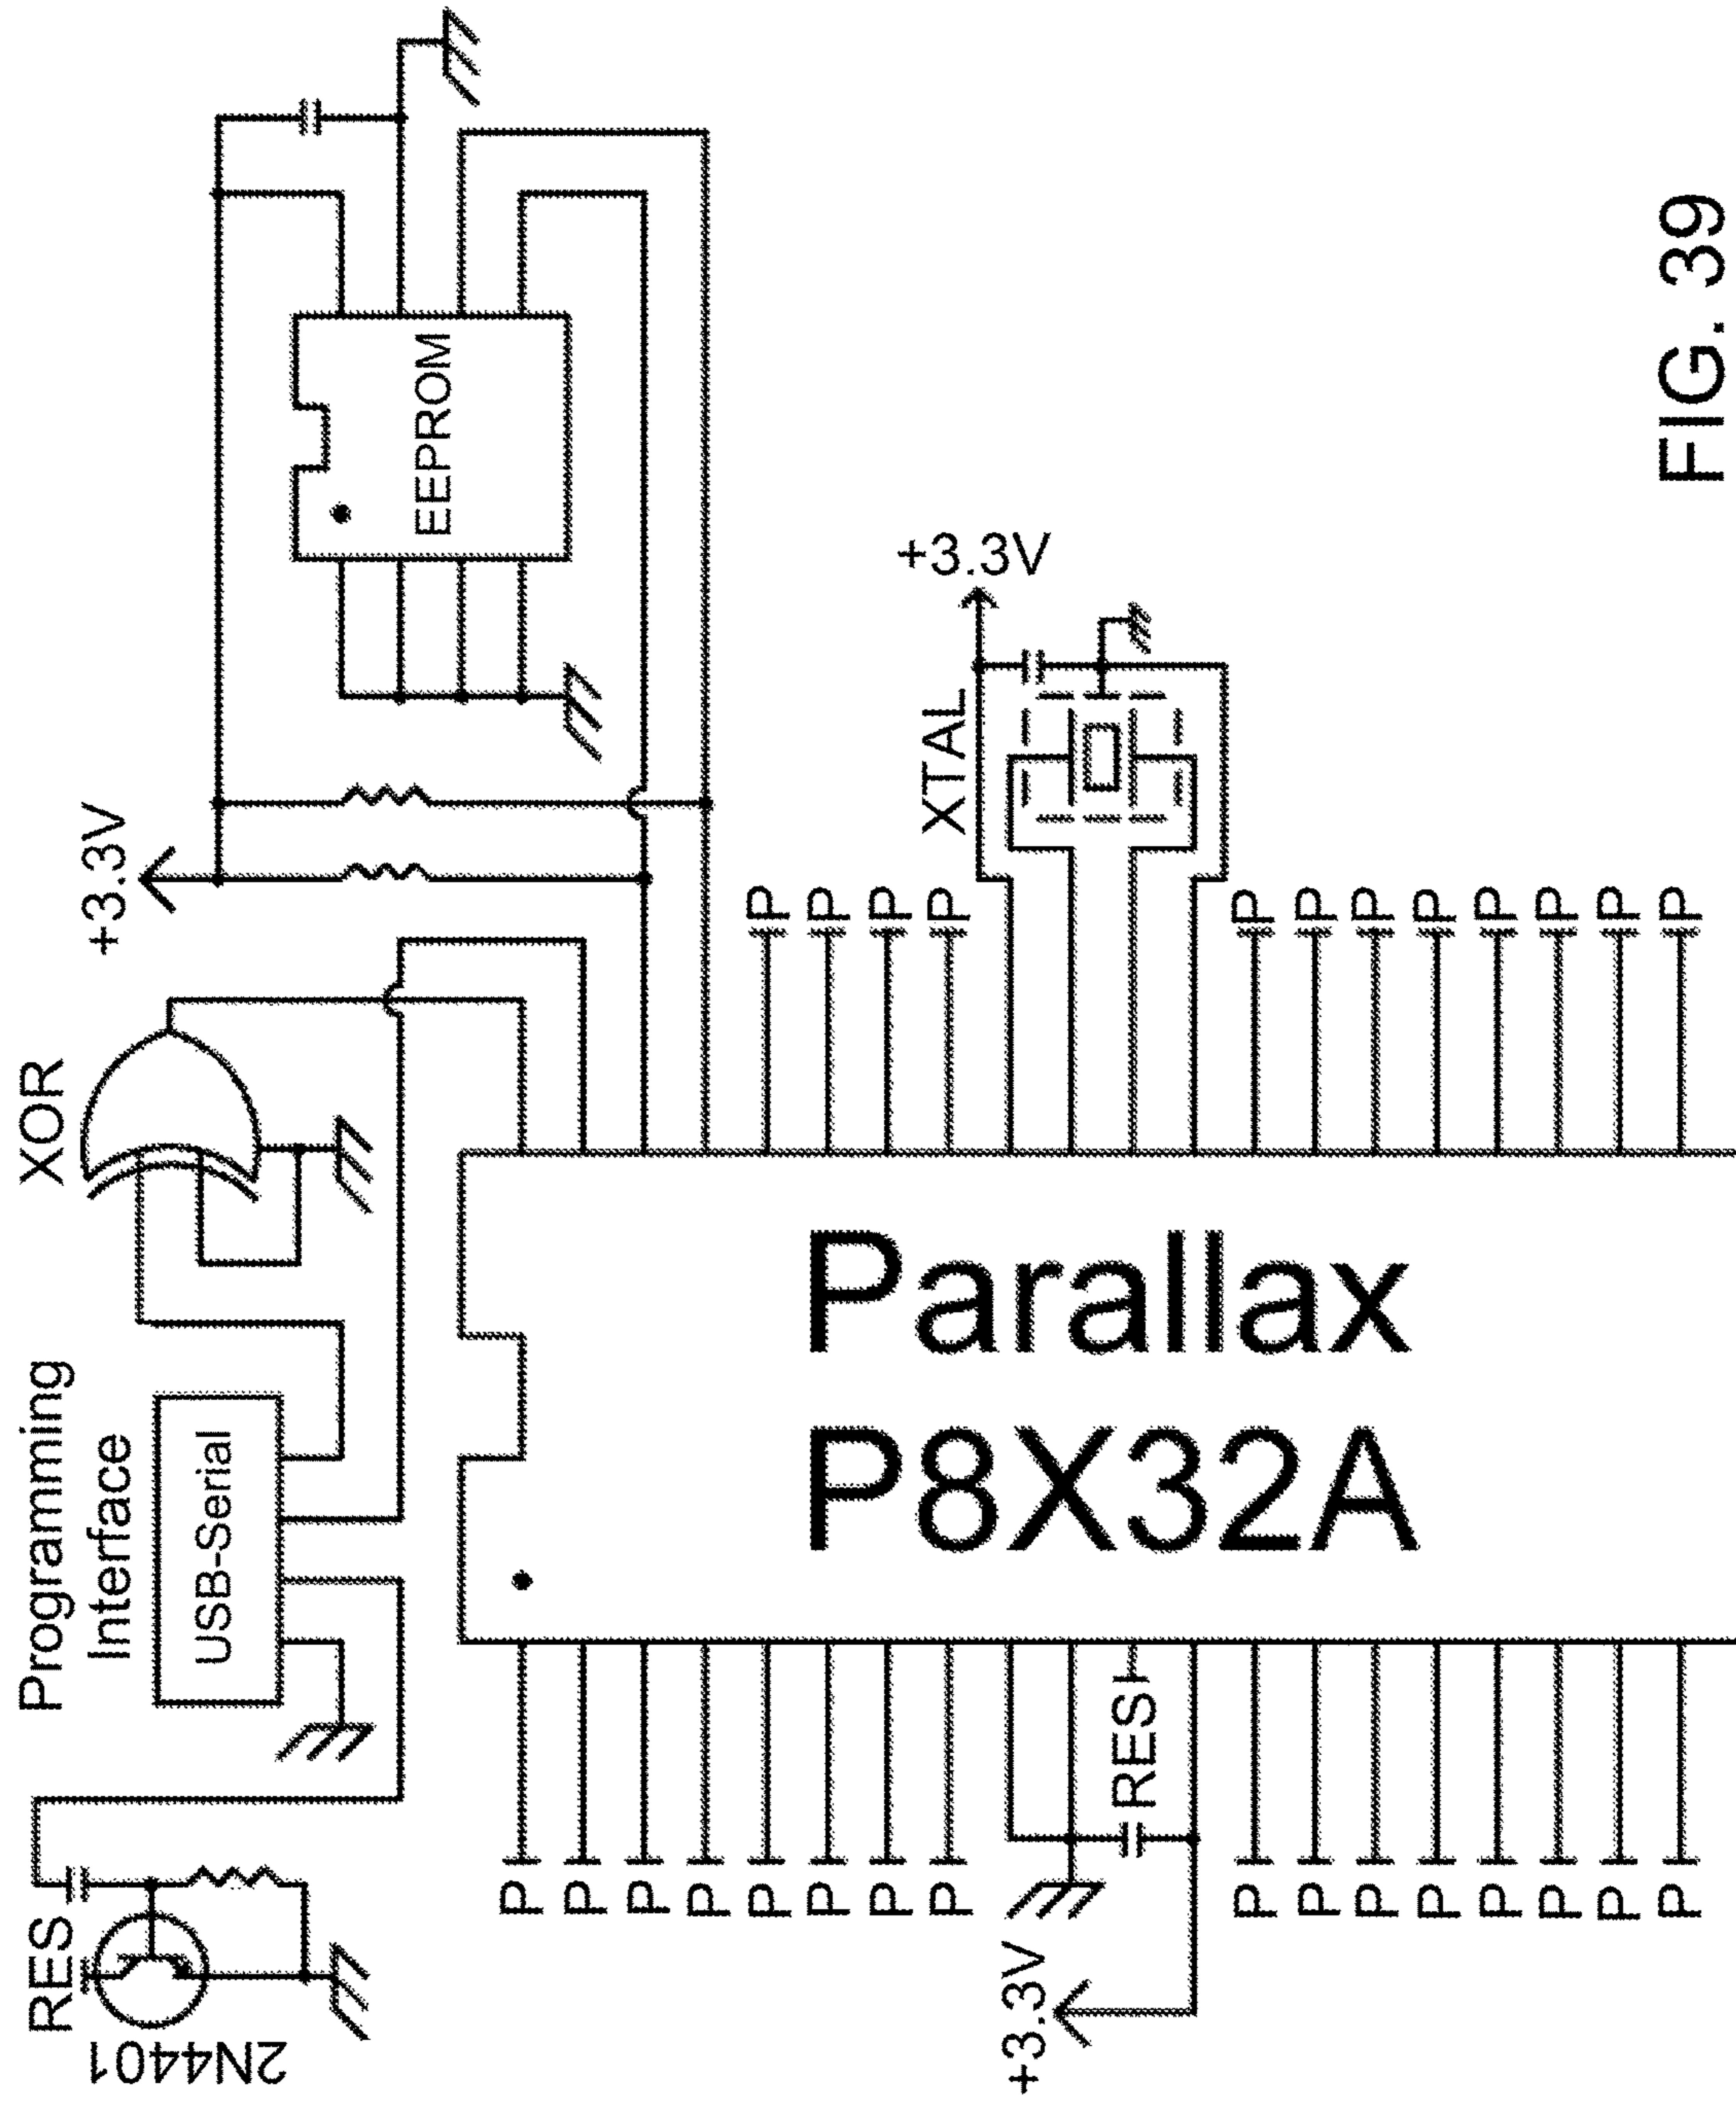 Programming
Interface
USB-Serial
XOR
+3.3V
RES
2N4401
EEPROM
P
P
P
P
P
P
P
P
RES
+3.3V
P
P
P
P
P
P
P
P
Parallax
P8X32A
P
P
P
P
XTAL
+3.3V
P
P
P
P
P
P
P
P
FIG. 39